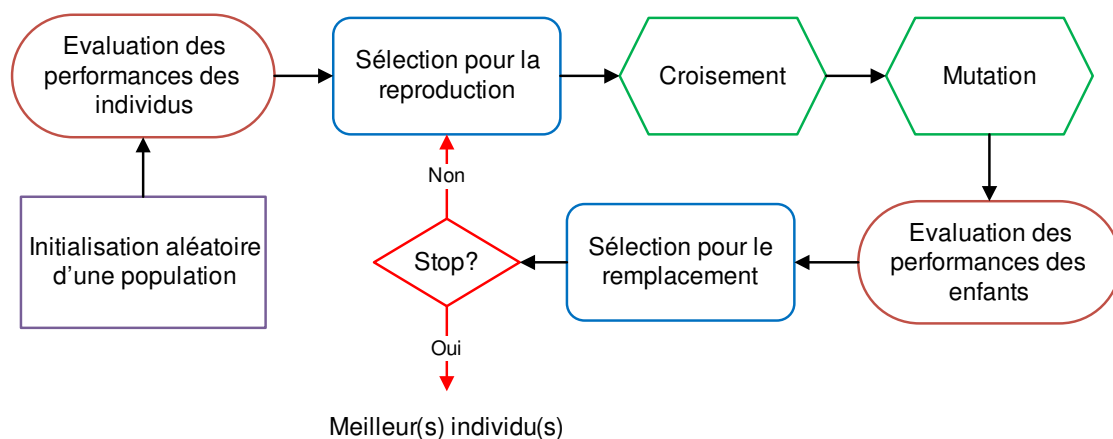 Evaluation des
performances des
individus
Sélection pour la
reproduction
Croisement
Mutation
Non
Initialisation aléatoire
d'une population
Stop?
Sélection pour le
remplacement
Evaluation des
performances des
enfants
Oui
Meilleur(s) individu(s)